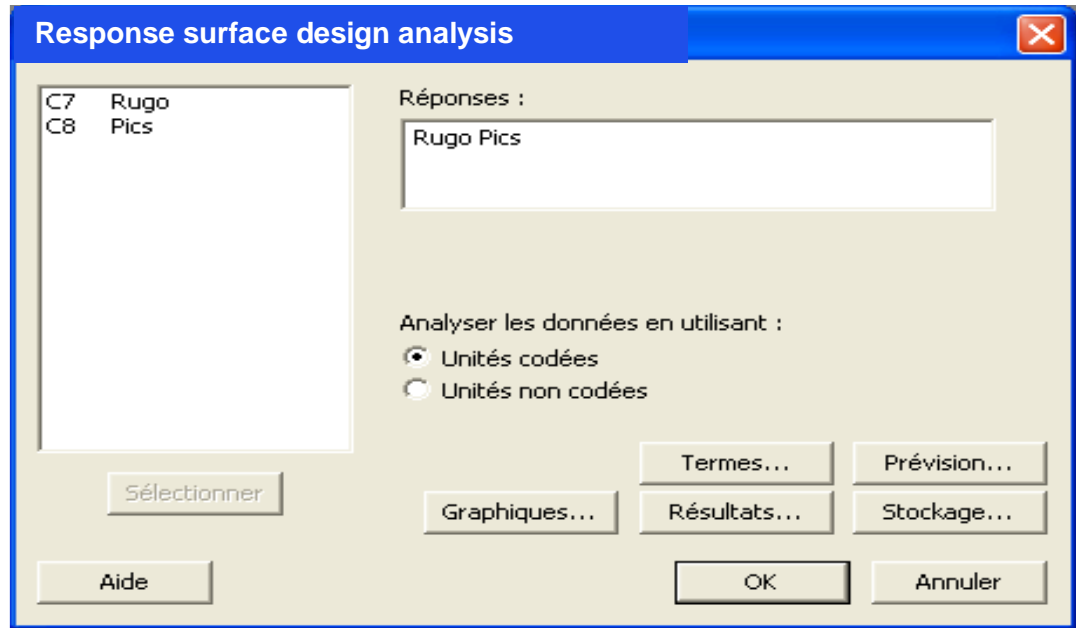 Response surface design analysis
C7 Rugo
C8 Pics
Réponses :
Rugo Pics
Analyser les données en utilisant :
Unités codées
Unités non codées
Termes...
Prévision...
Sélectionner
Graphiques...
Résultats...
Stockage...
Aide
OK
Annuler